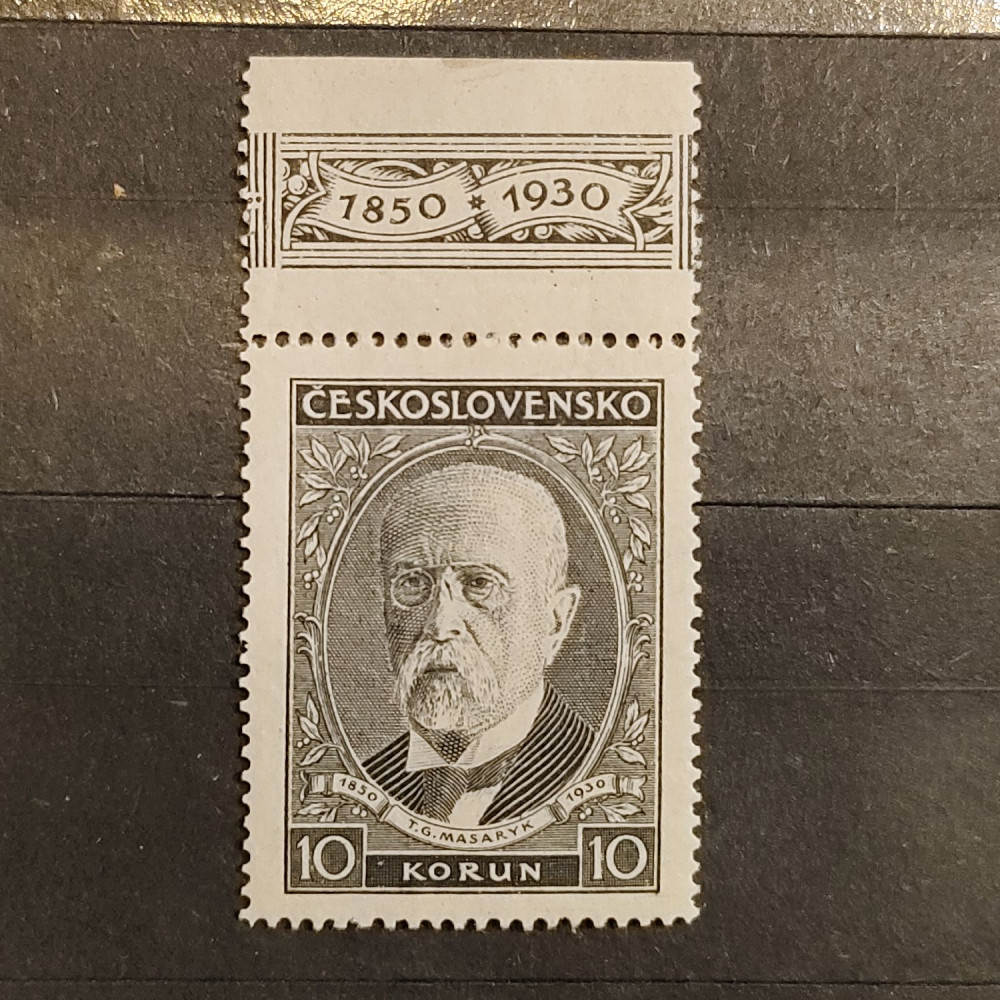 1850 * 1930
ČESKOSLOVENSKO
1850 T.G. MASARYK 1930
10 KORUN 10